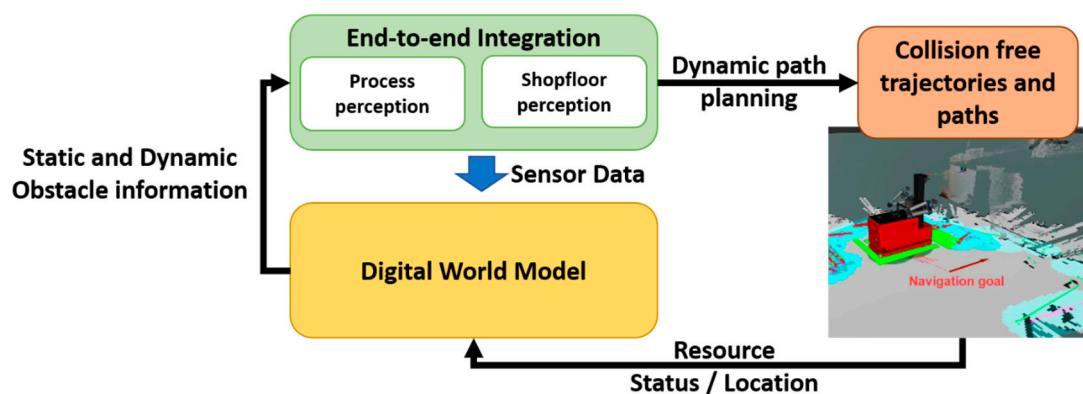 End-to-end Integration
Process
perception
Shopfloor
perception
Dynamic path
planning
Collision free
trajectories and
paths
Static and Dynamic
Obstacle information
Sensor Data
Digital World Model
Navigation goal
Resource
Status / Location